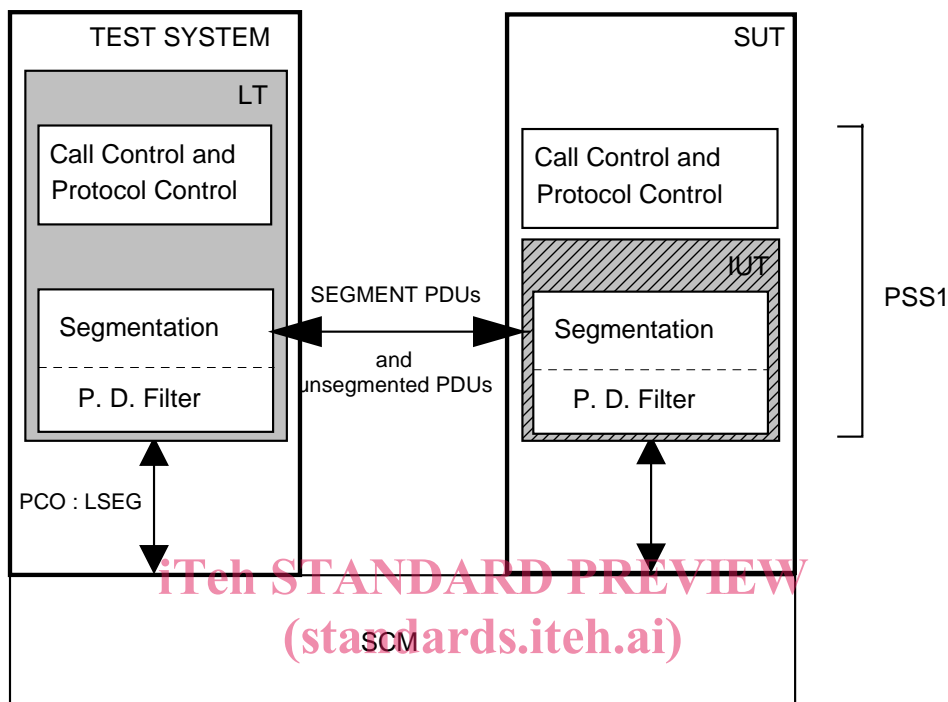 TEST SYSTEM
SUT
LT
Call Control and
Protocol Control
Call Control and
Protocol Control
IUT
SEGMENT PDUs
PSS1
Segmentation
Segmentation
and
unsegmented PDUs
P. D. Filter
P. D. Filter
PCO : LSEG
iTeh STANDARD PREVIEW
(standards.iteh.ai)
SCM